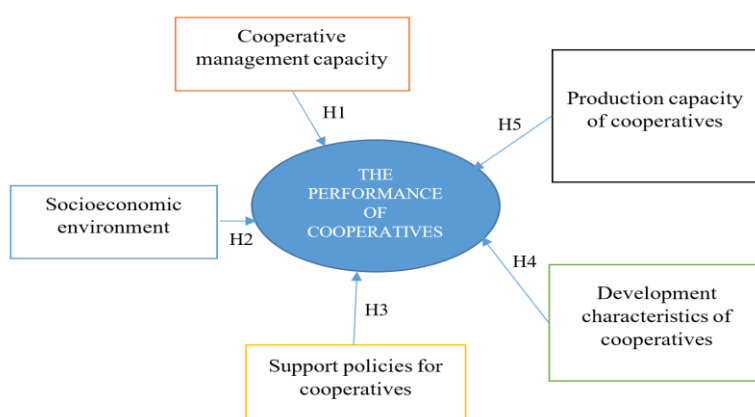 Cooperative
management capacity
H1
Production capacity
of cooperatives
H5
THE
PERFORMANCE
OF
COOPERATIVES
Socioeconomic
environment
H2
H4
Development
characteristics of
cooperatives
H3
Support policies for
cooperatives